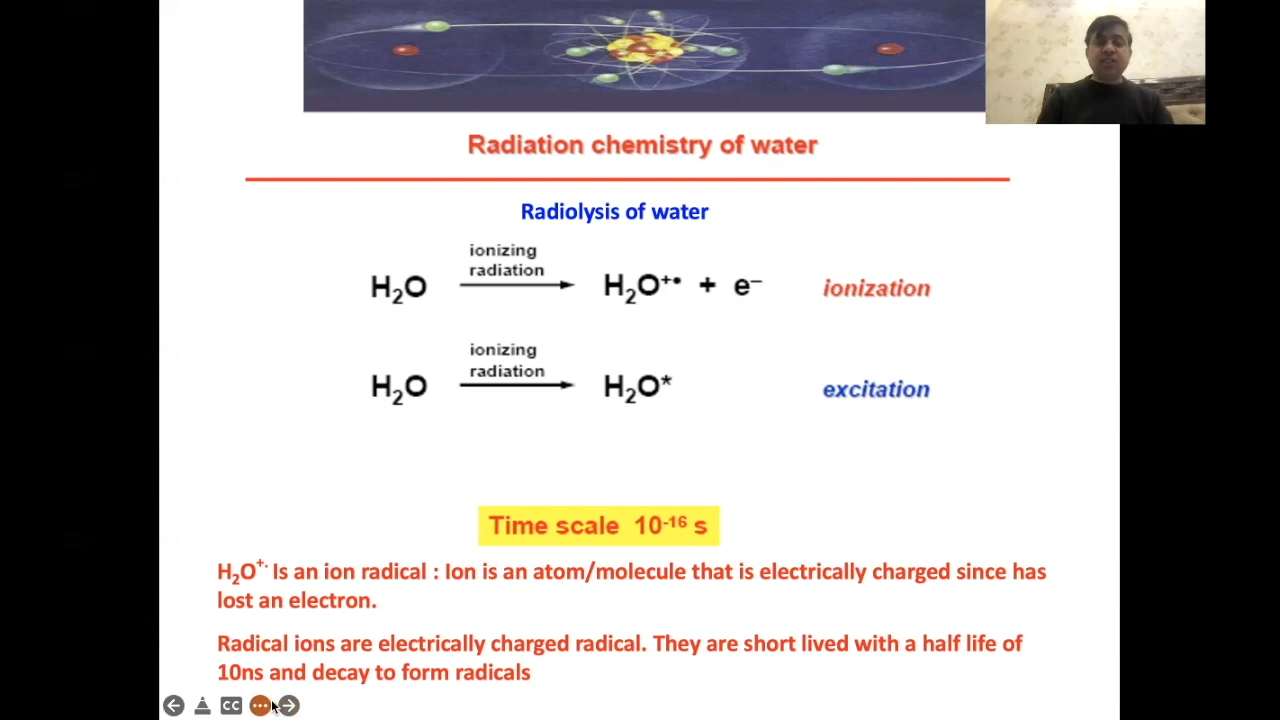 Radiation chemistry of water
Radiolysis of water
ionizing
radiation
H₂O → H₂O⁺• + e⁻ ionization
ionizing
radiation
H₂O → H₂O* excitation
Time scale 10⁻¹⁶ s
H₂O⁺· Is an ion radical : Ion is an atom/molecule that is electrically charged since has
lost an electron.
Radical ions are electrically charged radical. They are short lived with a half life of
10ns and decay to form radicals
CC